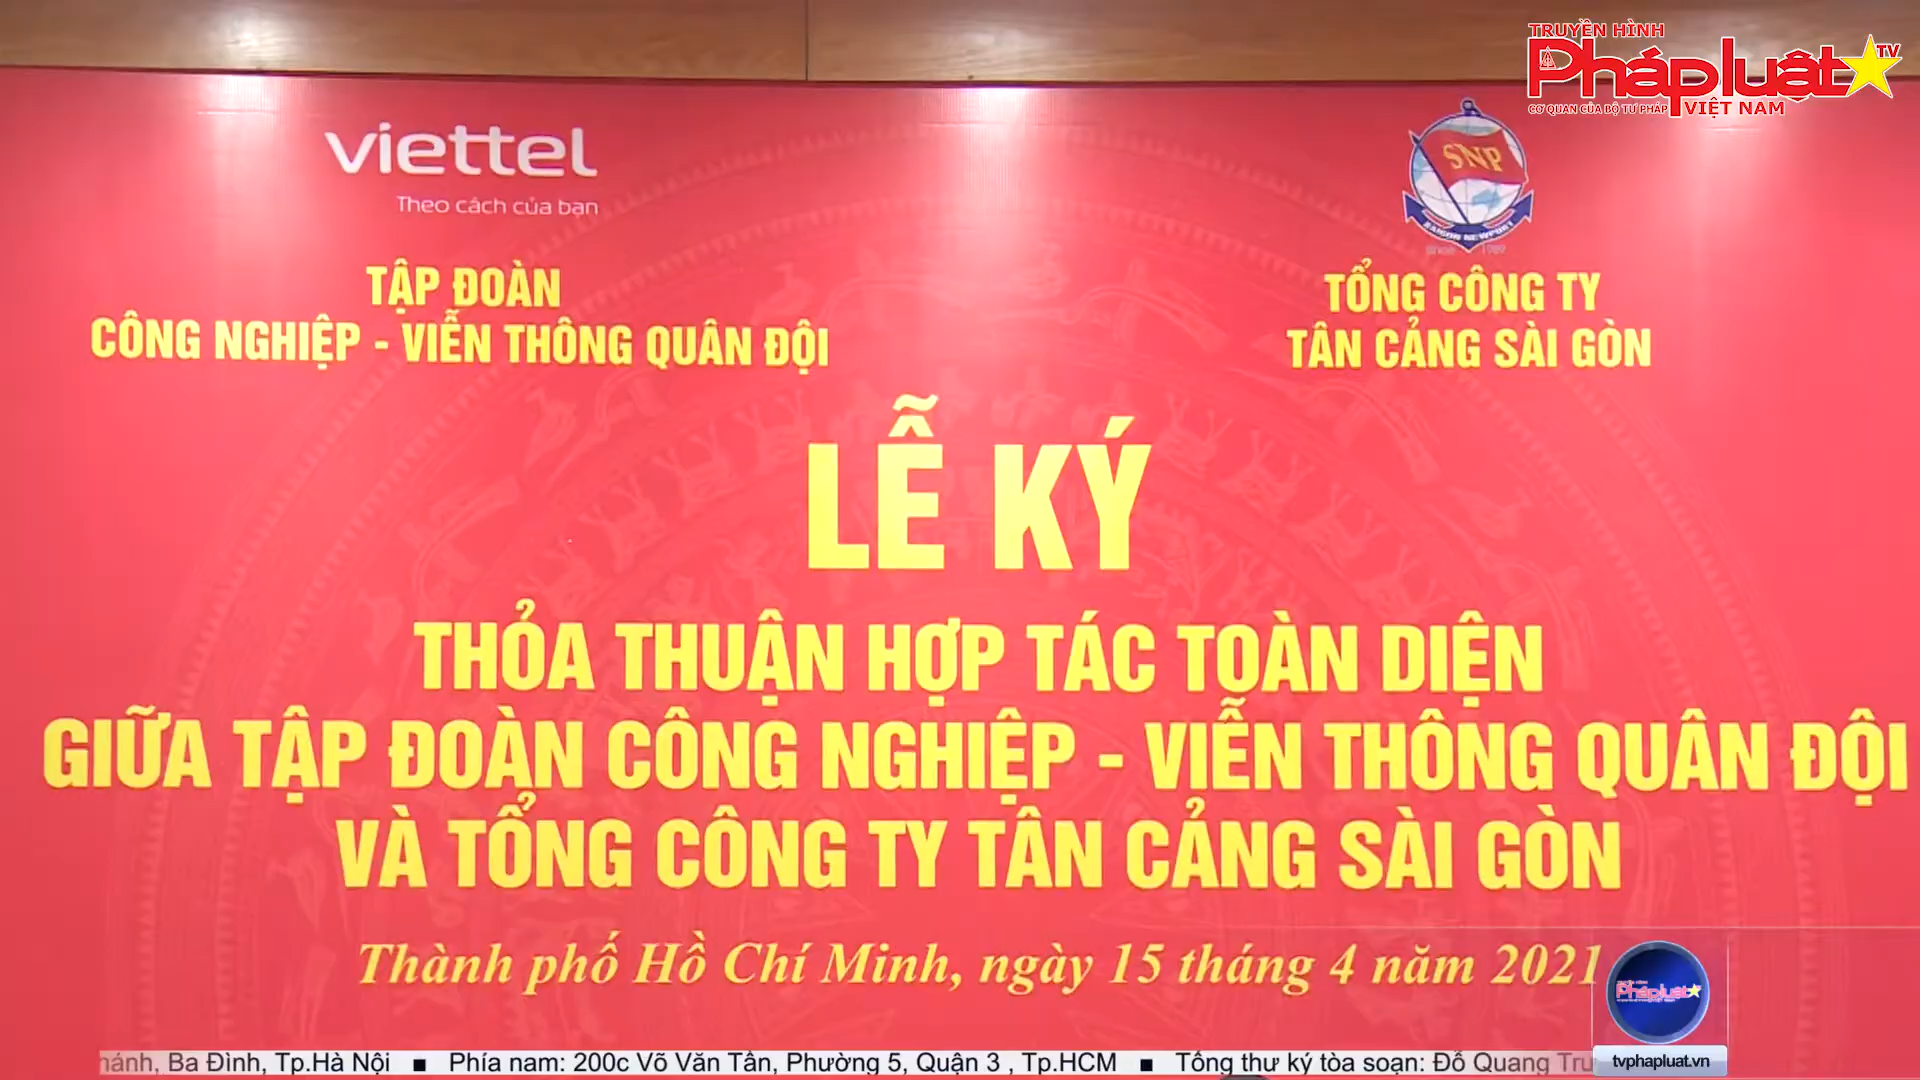 TRUYỀN HÌNH
Phápluật TV
CƠ QUAN CỦA BỘ TƯ PHÁP VIỆT NAM
viettel
Theo cách của bạn
SNP
SAIGON NEWPORT
TẬP ĐOÀN
CÔNG NGHIỆP - VIỄN THÔNG QUÂN ĐỘI
TỔNG CÔNG TY
TÂN CẢNG SÀI GÒN
LỄ KÝ
THỎA THUẬN HỢP TÁC TOÀN DIỆN
GIỮA TẬP ĐOÀN CÔNG NGHIỆP - VIỄN THÔNG QUÂN ĐỘI
VÀ TỔNG CÔNG TY TÂN CẢNG SÀI GÒN
Thành phố Hồ Chí Minh, ngày 15 tháng 4 năm 2021
Phápluật
tvphapluat.vn
Ba Đình, Tp.Hà Nội ■ Phía nam: 200c Võ Văn Tần, Phường 5, Quận 3 , Tp.HCM ■ Tổng thư ký tòa soạn: Đỗ Quang